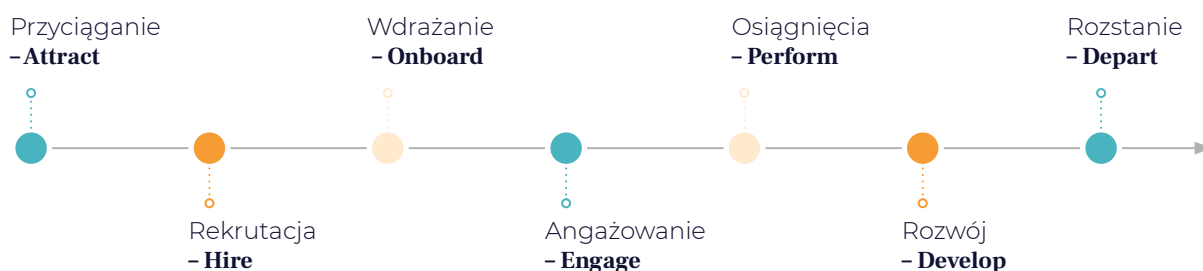 Przyciąganie
– Attract
Rekrutacja
– Hire
Wdrażanie
– Onboard
Angażowanie
– Engage
Osiągnięcia
– Perform
Rozwój
– Develop
Rozstanie
– Depart